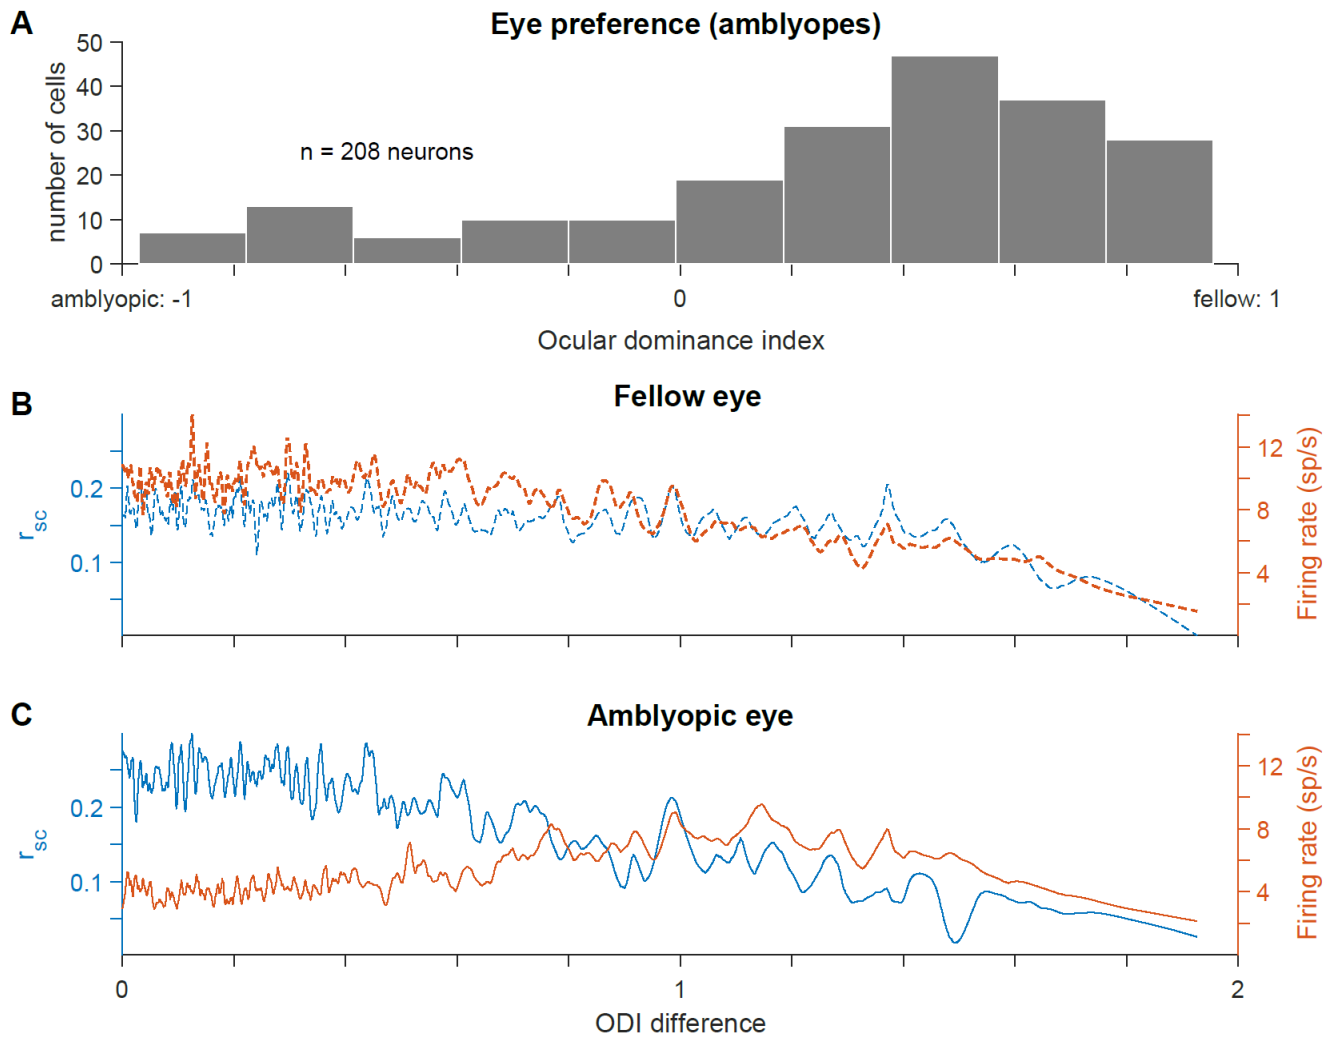 A
Eye preference (amblyopes)
number of cells
50
40
30
20
10
0
n = 208 neurons
amblyopic: -1
0
fellow: 1
Ocular dominance index
B
Fellow eye
rsc
0.2
0.1
12
8
4
Firing rate (sp/s)
C
Amblyopic eye
rsc
0.2
0.1
12
8
4
Firing rate (sp/s)
0
1
2
ODI difference